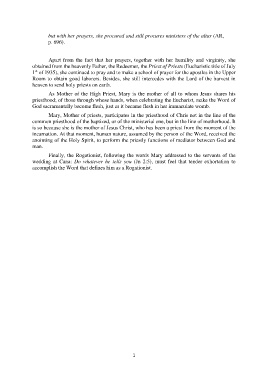 but with her prayers, she procured and still procures ministers of the altar (AR,
p. 696).
Apart from the fact that her prayers, together with her humility and virginity, she
obtained from the heavenly Father, the Redeemer, the Priest of Priests (Eucharistic title of July
1st of 1935), she continued to pray and to make a school of prayer for the apostles in the Upper
Room to obtain good laborers. Besides, she still intercedes with the Lord of the harvest in
heaven to send holy priests on earth.
As Mother of the High Priest, Mary is the mother of all to whom Jesus shares his
priesthood; of those through whose hands, when celebrating the Eucharist, make the Word of
God sacramentally become flesh, just as it became flesh in her immaculate womb.
Mary, Mother of priests, participated in the priesthood of Christ not in the line of the
common priesthood of the baptized, or of the ministerial one, but in the line of motherhood. It
is so because she is the mother of Jesus Christ, who has been a priest from the moment of the
incarnation. At that moment, human nature, assumed by the person of the Word, received the
anointing of the Holy Spirit, to perform the priestly functions of mediator between God and
man.
Finally, the Rogationist, following the words Mary addressed to the servants of the
wedding at Cana: Do whatever he tells you (Jn 2:5), must feel that tender exhortation to
accomplish the Word that defines him as a Rogationist.